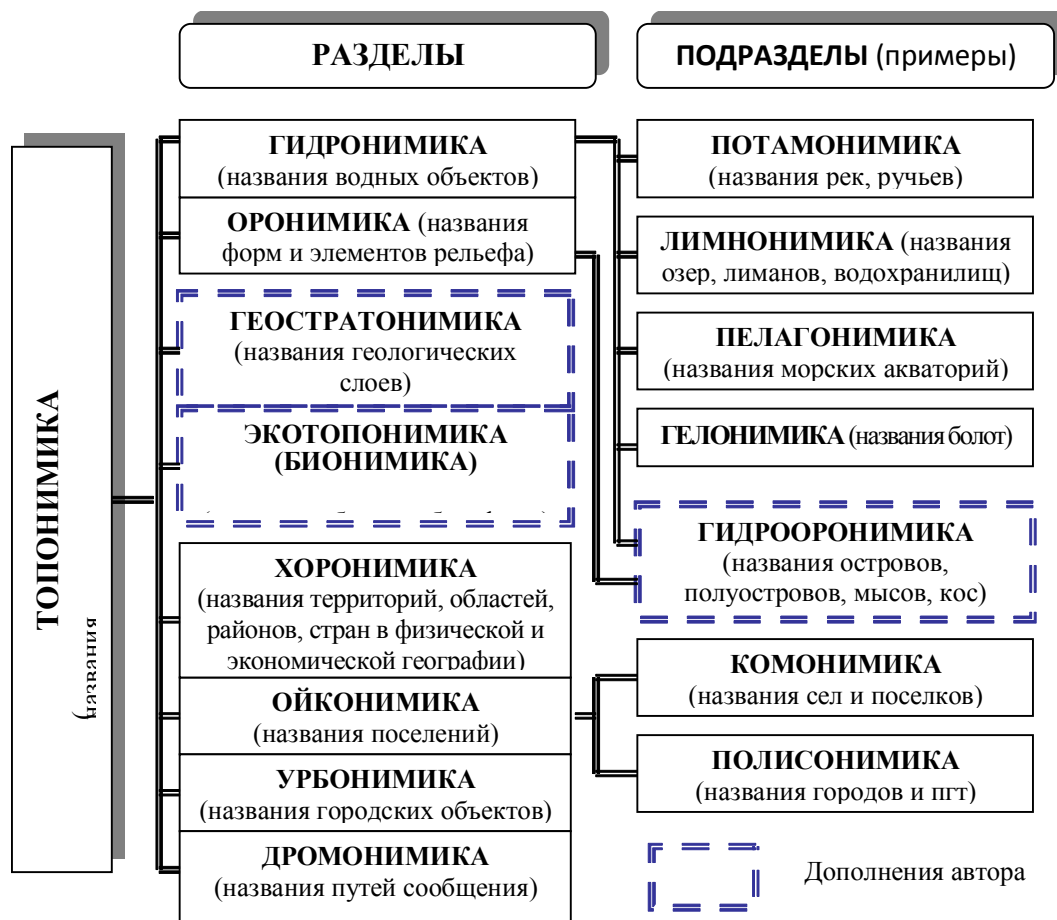 РАЗДЕЛЫ
ПОДРАЗДЕЛЫ (примеры)
ТОПОНИМИКА
(названия
ГИДРОНИМИКА
(названия водных объектов)
ОРОНИМИКА (названия
форм и элементов рельефа)
ГЕОСТРАТОНИМИКА
(названия геологических
слоев)
ЭКОТОПОНИМИКА
(БИОНИМИКА)
ХОРОНИМИКА
(названия территорий, областей,
районов, стран в физической и
экономической географии)
ОЙКОНИМИКА
(названия поселений)
УРБОНИМИКА
(названия городских объектов)
ДРОМОНИМИКА
(названия путей сообщения)
ПОТАМОНИМИКА
(названия рек, ручьев)
ЛИМНОНИМИКА (названия
озер, лиманов, водохранилищ)
ПЕЛАГОНИМИКА
(названия морских акваторий)
ГЕЛОНИМИКА (названия болот)
ГИДРООРОНИМИКА
(названия островов,
полуостровов, мысов, кос)
КОМОНИМИКА
(названия сел и поселков)
ПОЛИСОНИМИКА
(названия городов и пгт)
Дополнения автора